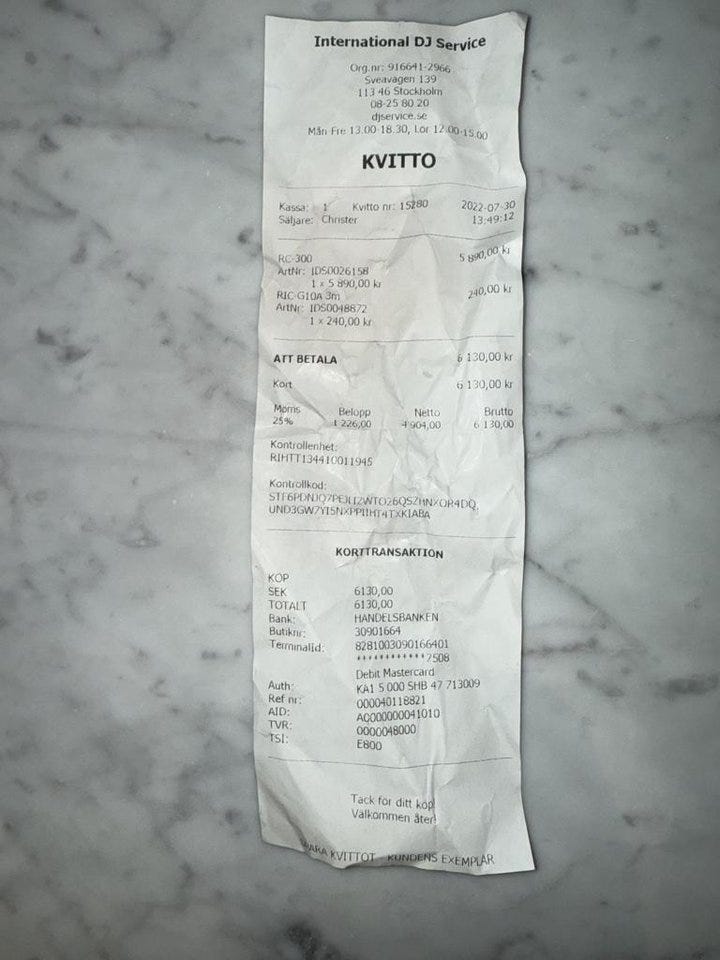 International DJ Service
Org.nr: 916641-2966
Sveavägen 139
113 46 Stockholm
08-25 80 20
djservice.se
Mån-Fre 13.00-18.30, Lör 12.00-15.00
KVITTO
Kassa: 1 Kvitto nr: 15280 2022-07-30
Säljare: Christer 13:49:12
RC-300 5 890,00 kr
ArtNr: IDS0026158
1 x 5 890,00 kr
RIC-G10A 3m 240,00 kr
ArtNr: IDS0048872
1 x 240,00 kr
ATT BETALA 6 130,00 kr
Kort 6 130,00 kr
Moms Belopp Netto Brutto
25% 1 226,00 4 904,00 6 130,00
Kontrollenhet:
RIHTT134410011945
Kontrollkod:
KORTTRANSAKTION
KÖP
SEK 6130,00
TOTALT 6130,00
Bank: HANDELSBANKEN
Butiknr: 30901664
TerminalId: 8281003090166401
************7508
Debit Mastercard
Auth: KA1 5 000 SHB 47 713009
Ref nr: 000040118821
AID: A0000000041010
TVR: 0000048000
TSI: E800
Tack för ditt köp!
Välkommen åter!
KVITTOT - KUNDENS EXEMPLAR